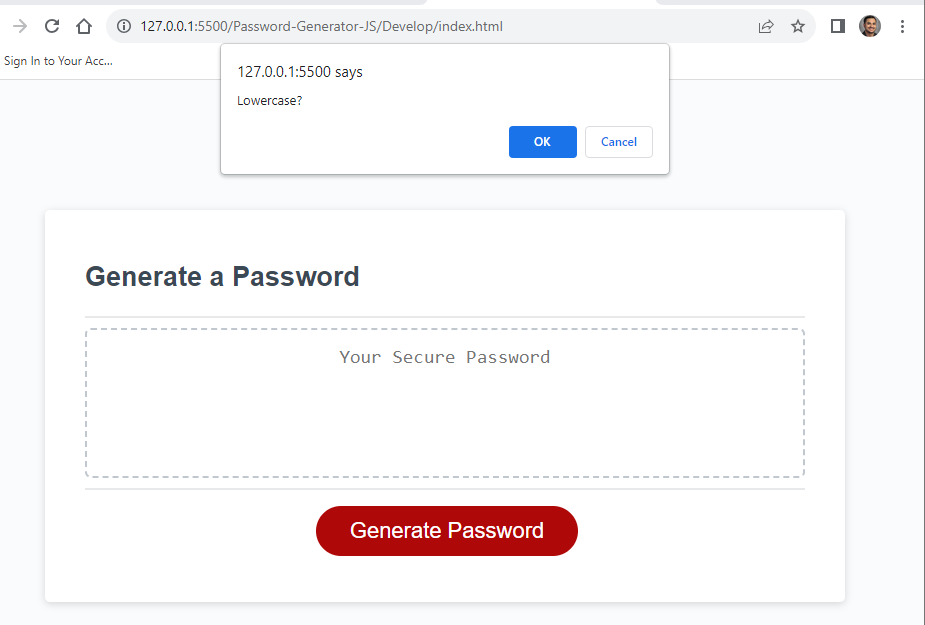 127.0.0.1:5500/Password-Generator-JS/Develop/index.html
Sign In to Your Acc...
127.0.0.1:5500 says
Lowercase?
OK Cancel
Generate a Password
Your Secure Password
Generate Password